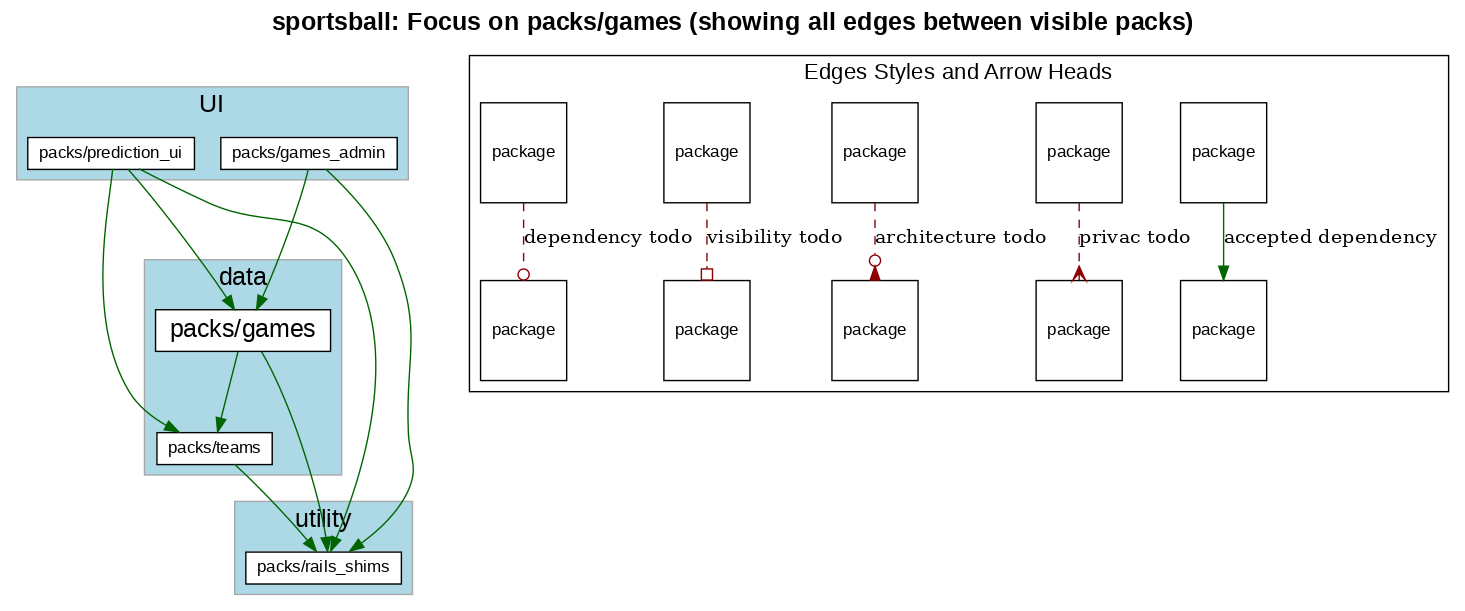 sportsball: Focus on packs/games (showing all edges between visible packs)
UI
packs/prediction_ui
packs/games_admin
data
packs/games
packs/teams
utility
packs/rails_shims
Edges Styles and Arrow Heads
package
package
package
package
package
dependency todo
visibility todo
architecture todo
privac todo
accepted dependency
package
package
package
package
package